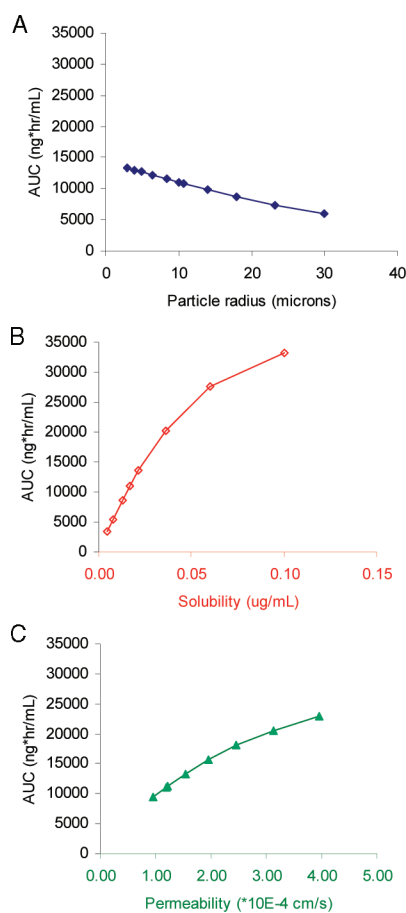 A
35000
30000
25000
20000
15000
10000
5000
0
AUC (ng*hr/mL)
0 10 20 30 40
Particle radius (microns)
B
35000
30000
25000
20000
15000
10000
5000
0
AUC (ng*hr/mL)
0.00 0.05 0.10 0.15
Solubility (ug/mL)
C
35000
30000
25000
20000
15000
10000
5000
0
AUC (ng*hr/mL)
0.00 1.00 2.00 3.00 4.00 5.00
Permeability (*10E-4 cm/s)